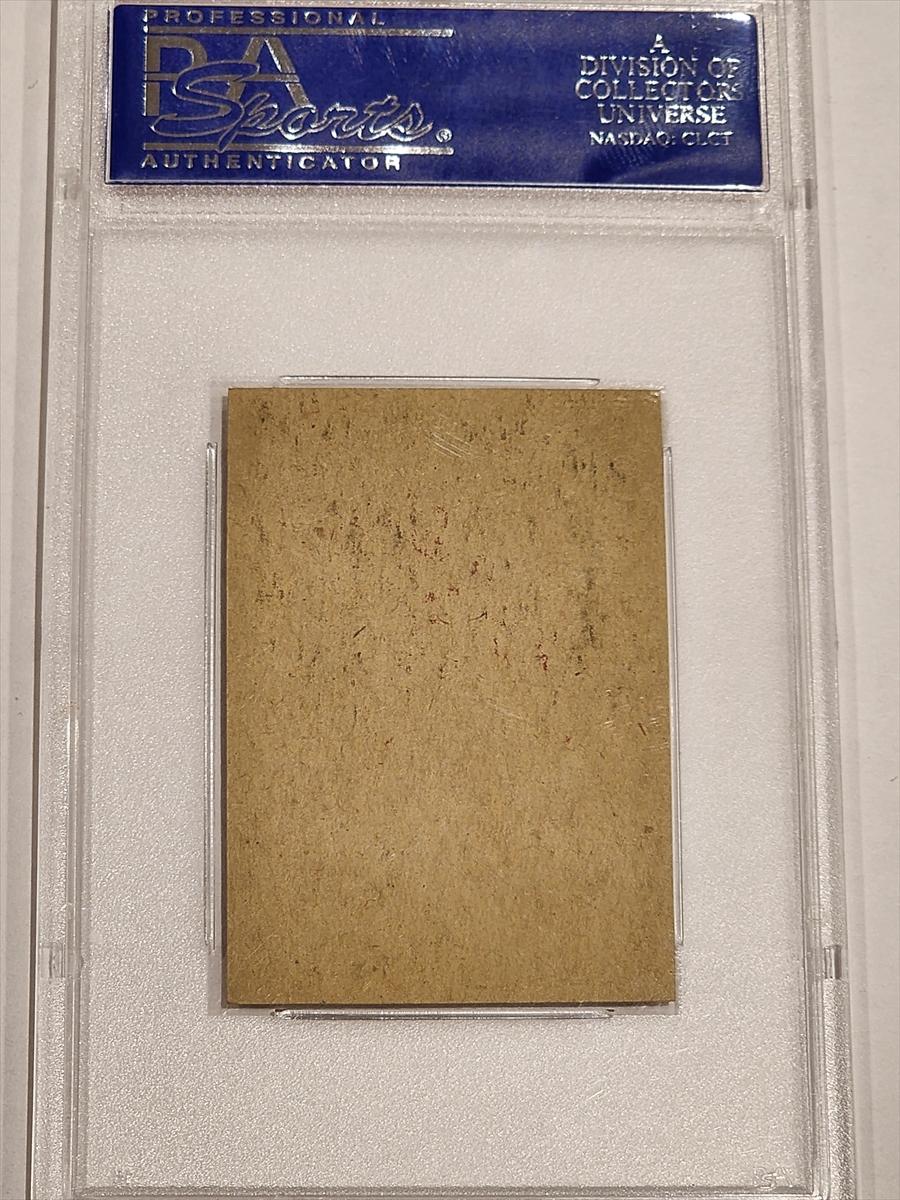 PROFESSIONAL
PSA
Sports®
AUTHENTICATOR
A
DIVISION OF
COLLECTORS
UNIVERSE
NASDAQ: CLCT